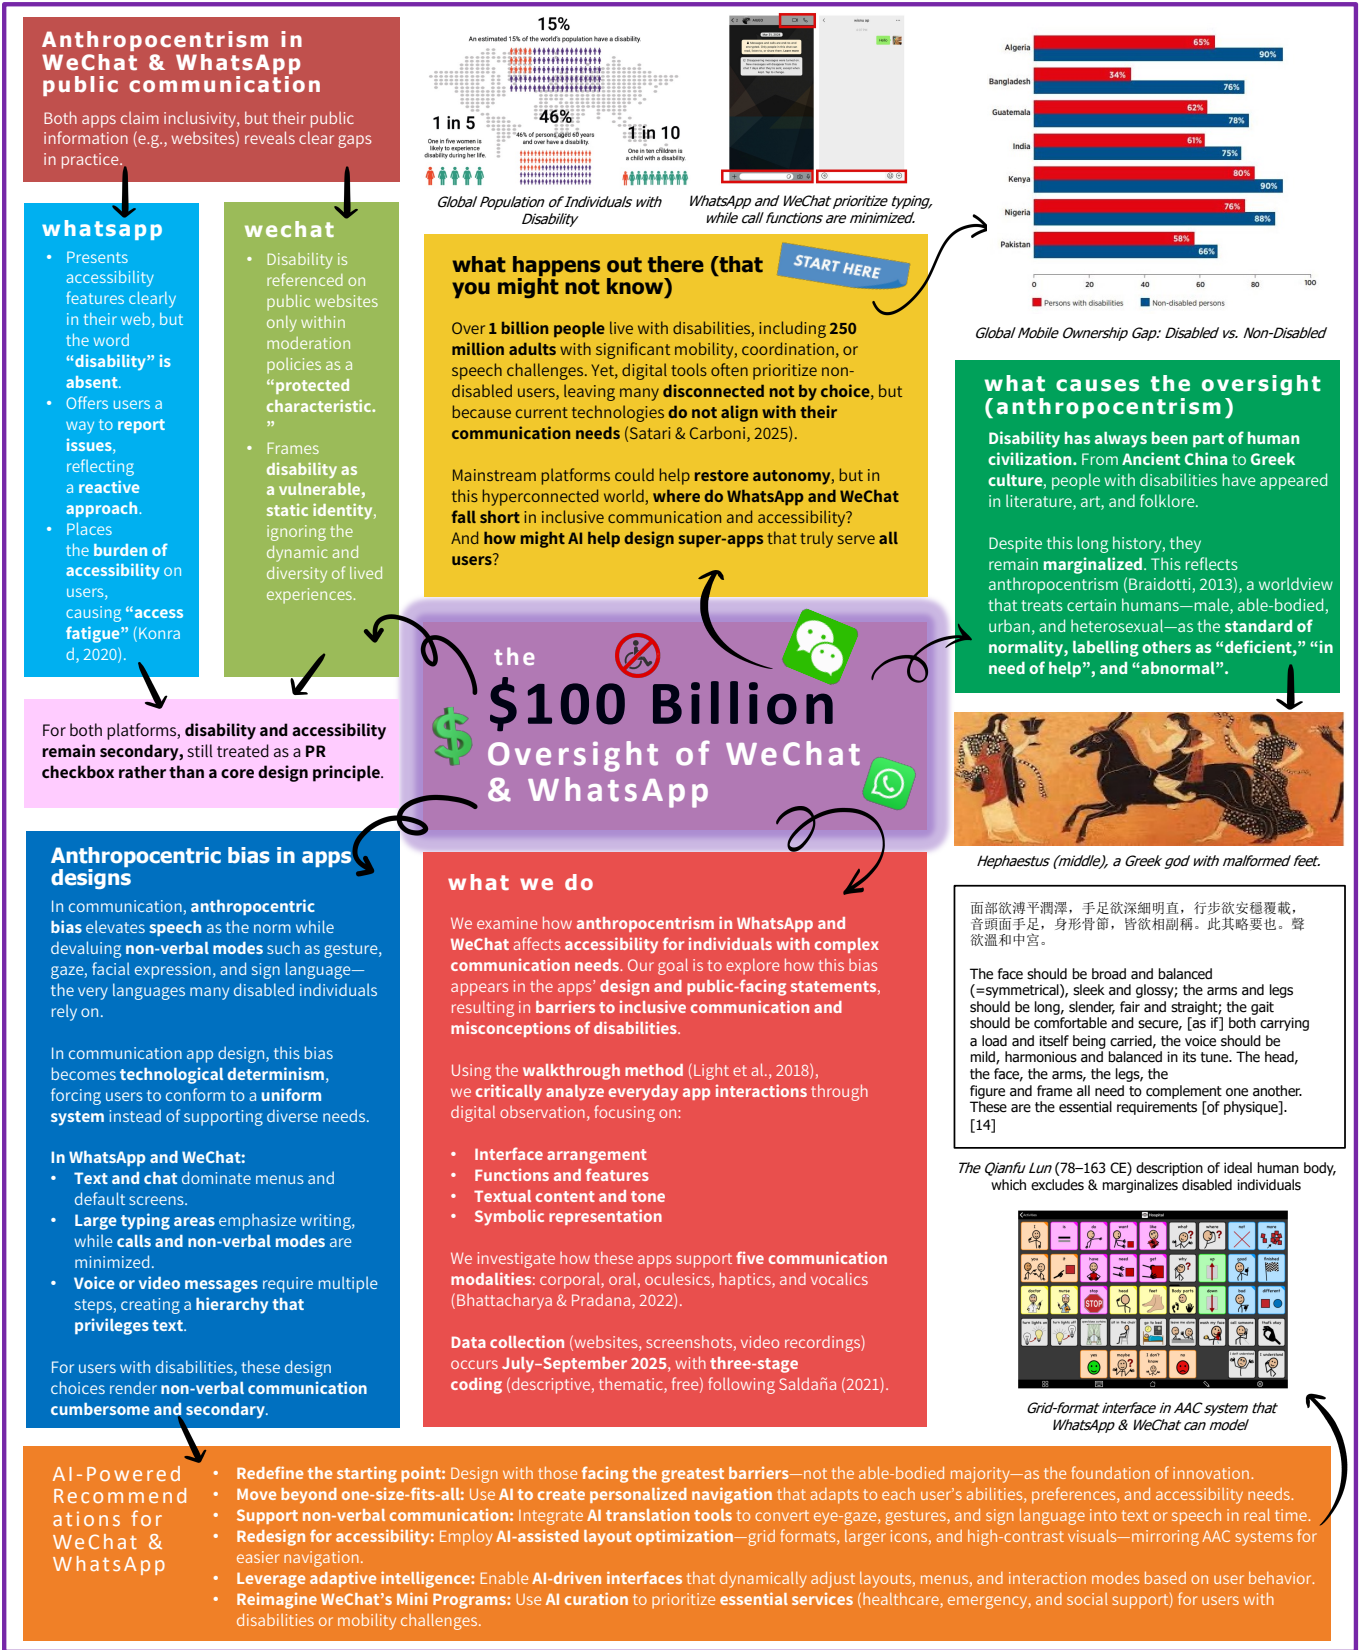 Anthropocentrism in
WeChat & WhatsApp
public communication
Both apps claim inclusivity, but their public
information (e.g., websites) reveals clear gaps
in practice.
whatsapp
• Presents
accessibility
features clearly
in their web, but
the word
“disability” is
absent.
• Offers users a
way to report
issues,
reflecting
a reactive
approach.
• Places
the burden of
accessibility on
users,
causing “access
fatigue” (Konra
d, 2020).
wechat
• Disability is
referenced on
public websites
only within
moderation
policies as a
“protected
characteristic.
”
• Frames
disability as
a vulnerable,
static identity,
ignoring the
dynamic and
diversity of lived
experiences.
For both platforms, disability and accessibility
remain secondary, still treated as a PR
checkbox rather than a core design principle.
15%
An estimated 15% of the world's population have a disability.
1 in 5
One in five women is
likely to experience
disability during her life.
46%
46% of persons aged 60 years
and over have a disability.
1 in 10
One in ten children is
a child with a disability.
Global Population of Individuals with
Disability
WhatsApp and WeChat prioritize typing,
while call functions are minimized.
what happens out there (that
you might not know)
START HERE
Over 1 billion people live with disabilities, including 250
million adults with significant mobility, coordination, or
speech challenges. Yet, digital tools often prioritize non-
disabled users, leaving many disconnected not by choice, but
because current technologies do not align with their
communication needs (Satari & Carboni, 2025).
Mainstream platforms could help restore autonomy, but in
this hyperconnected world, where do WhatsApp and WeChat
fall short in inclusive communication and accessibility?
And how might AI help design super-apps that truly serve all
users?
Algeria 65% 90%
Bangladesh 34% 76%
Guatemala 62% 78%
India 61% 75%
Kenya 80% 90%
Nigeria 76% 88%
Pakistan 58% 66%
0 20 40 60 80 100
Persons with disabilities Non-disabled persons
Global Mobile Ownership Gap: Disabled vs. Non-Disabled
what causes the oversight
(anthropocentrism)
Disability has always been part of human
civilization. From Ancient China to Greek
culture, people with disabilities have appeared
in literature, art, and folklore.
Despite this long history, they
remain marginalized. This reflects
anthropocentrism (Braidotti, 2013), a worldview
that treats certain humans—male, able-bodied,
urban, and heterosexual—as the standard of
normality, labelling others as “deficient,” “in
need of help”, and “abnormal”.
the
$100 Billion
Oversight of WeChat
& WhatsApp
Hephaestus (middle), a Greek god with malformed feet.
面部欲溥平潤澤，手足欲深細明直，行步欲安穩覆載，
音頭面手足，身形骨節，皆欲相副稱。此其略要也。聲
欲溫和中宮。
The face should be broad and balanced
(=symmetrical), sleek and glossy; the arms and legs
should be long, slender, fair and straight; the gait
should be comfortable and secure, [as if] both carrying
a load and itself being carried, the voice should be
mild, harmonious and balanced in its tune. The head,
the face, the arms, the legs, the
figure and frame all need to complement one another.
These are the essential requirements [of physique].
[14]
The Qianfu Lun (78–163 CE) description of ideal human body,
which excludes & marginalizes disabled individuals
Hospital
STOP
Grid-format interface in AAC system that
WhatsApp & WeChat can model
Anthropocentric bias in apps
designs
In communication, anthropocentric
bias elevates speech as the norm while
devaluing non-verbal modes such as gesture,
gaze, facial expression, and sign language—
the very languages many disabled individuals
rely on.
In communication app design, this bias
becomes technological determinism,
forcing users to conform to a uniform
system instead of supporting diverse needs.
In WhatsApp and WeChat:
• Text and chat dominate menus and
default screens.
• Large typing areas emphasize writing,
while calls and non-verbal modes are
minimized.
• Voice or video messages require multiple
steps, creating a hierarchy that
privileges text.
For users with disabilities, these design
choices render non-verbal communication
cumbersome and secondary.
what we do
We examine how anthropocentrism in WhatsApp and
WeChat affects accessibility for individuals with complex
communication needs. Our goal is to explore how this bias
appears in the apps’ design and public-facing statements,
resulting in barriers to inclusive communication and
misconceptions of disabilities.
Using the walkthrough method (Light et al., 2018),
we critically analyze everyday app interactions through
digital observation, focusing on:
• Interface arrangement
• Functions and features
• Textual content and tone
• Symbolic representation
We investigate how these apps support five communication
modalities: corporal, oral, oculesics, haptics, and vocalics
(Bhattacharya & Pradana, 2022).
Data collection (websites, screenshots, video recordings)
occurs July–September 2025, with three-stage
coding (descriptive, thematic, free) following Saldaña (2021).
AI-Powered
Recommend
ations for
WeChat &
WhatsApp
• Redefine the starting point: Design with those facing the greatest barriers—not the able-bodied majority—as the foundation of innovation.
• Move beyond one-size-fits-all: Use AI to create personalized navigation that adapts to each user’s abilities, preferences, and accessibility needs.
• Support non-verbal communication: Integrate AI translation tools to convert eye-gaze, gestures, and sign language into text or speech in real time.
• Redesign for accessibility: Employ AI-assisted layout optimization—grid formats, larger icons, and high-contrast visuals—mirroring AAC systems for
easier navigation.
• Leverage adaptive intelligence: Enable AI-driven interfaces that dynamically adjust layouts, menus, and interaction modes based on user behavior.
• Reimagine WeChat’s Mini Programs: Use AI curation to prioritize essential services (healthcare, emergency, and social support) for users with
disabilities or mobility challenges.